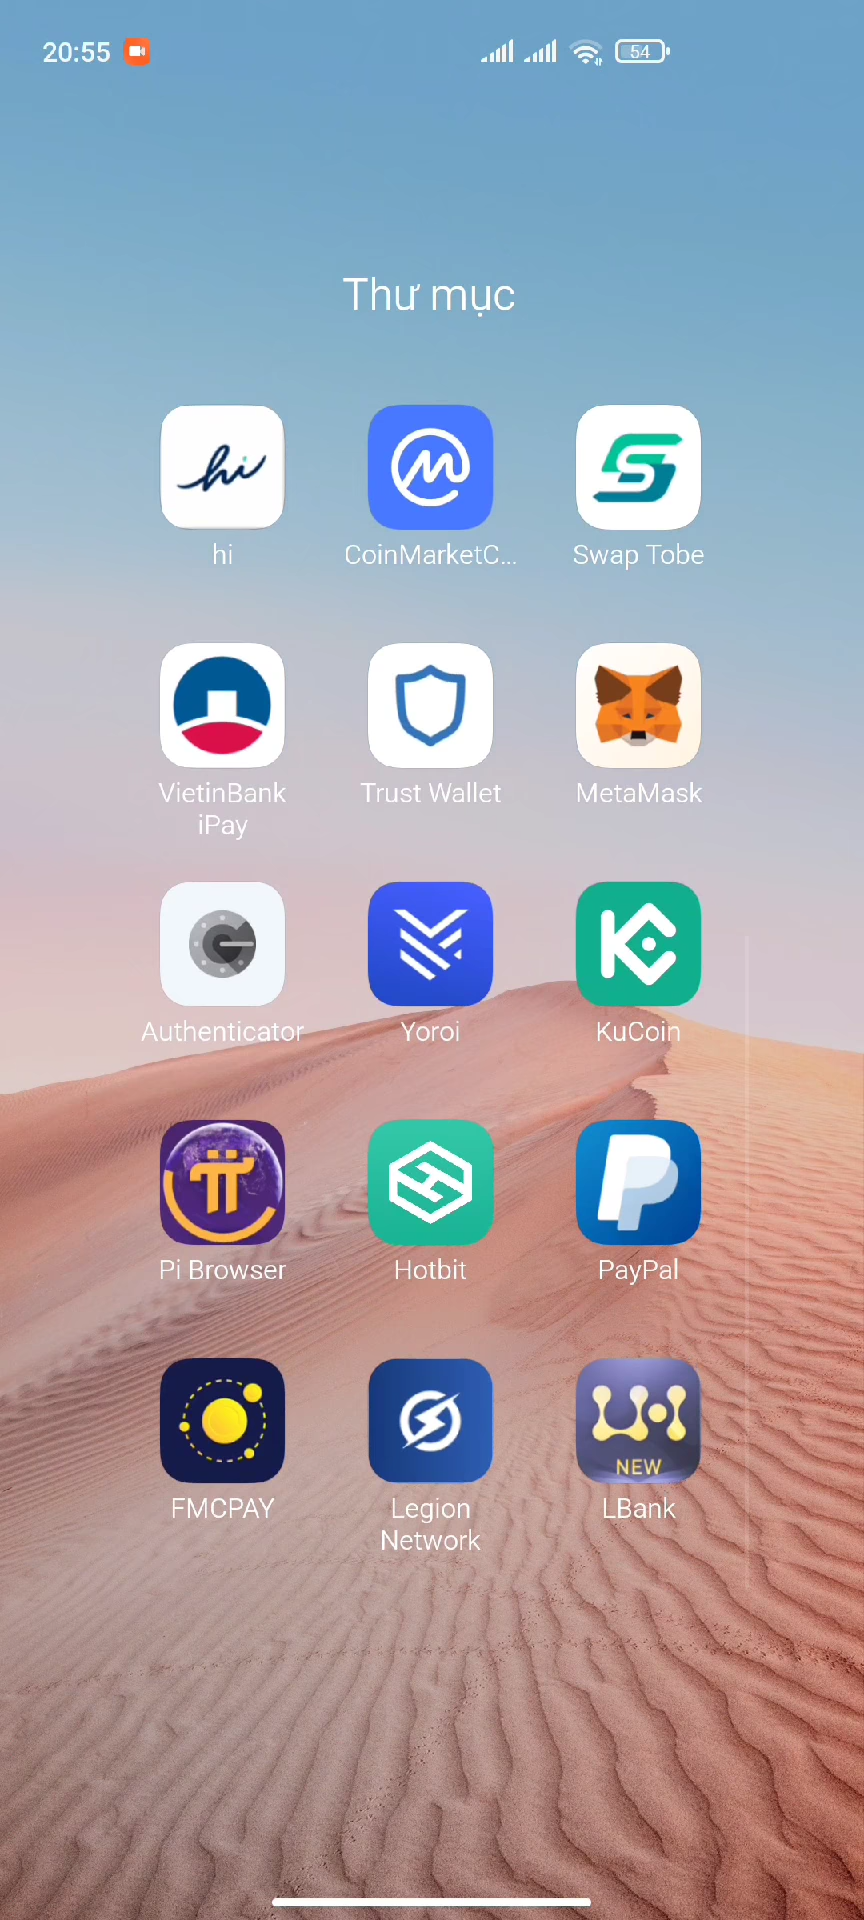 20:55
54
Thư mục
hi
hi
CoinMarketC...
Swap Tobe
VietinBank
iPay
Trust Wallet
MetaMask
Authenticator
Yoroi
KuCoin
Pi Browser
Hotbit
PayPal
NEW
FMCPAY
Legion
Network
LBank